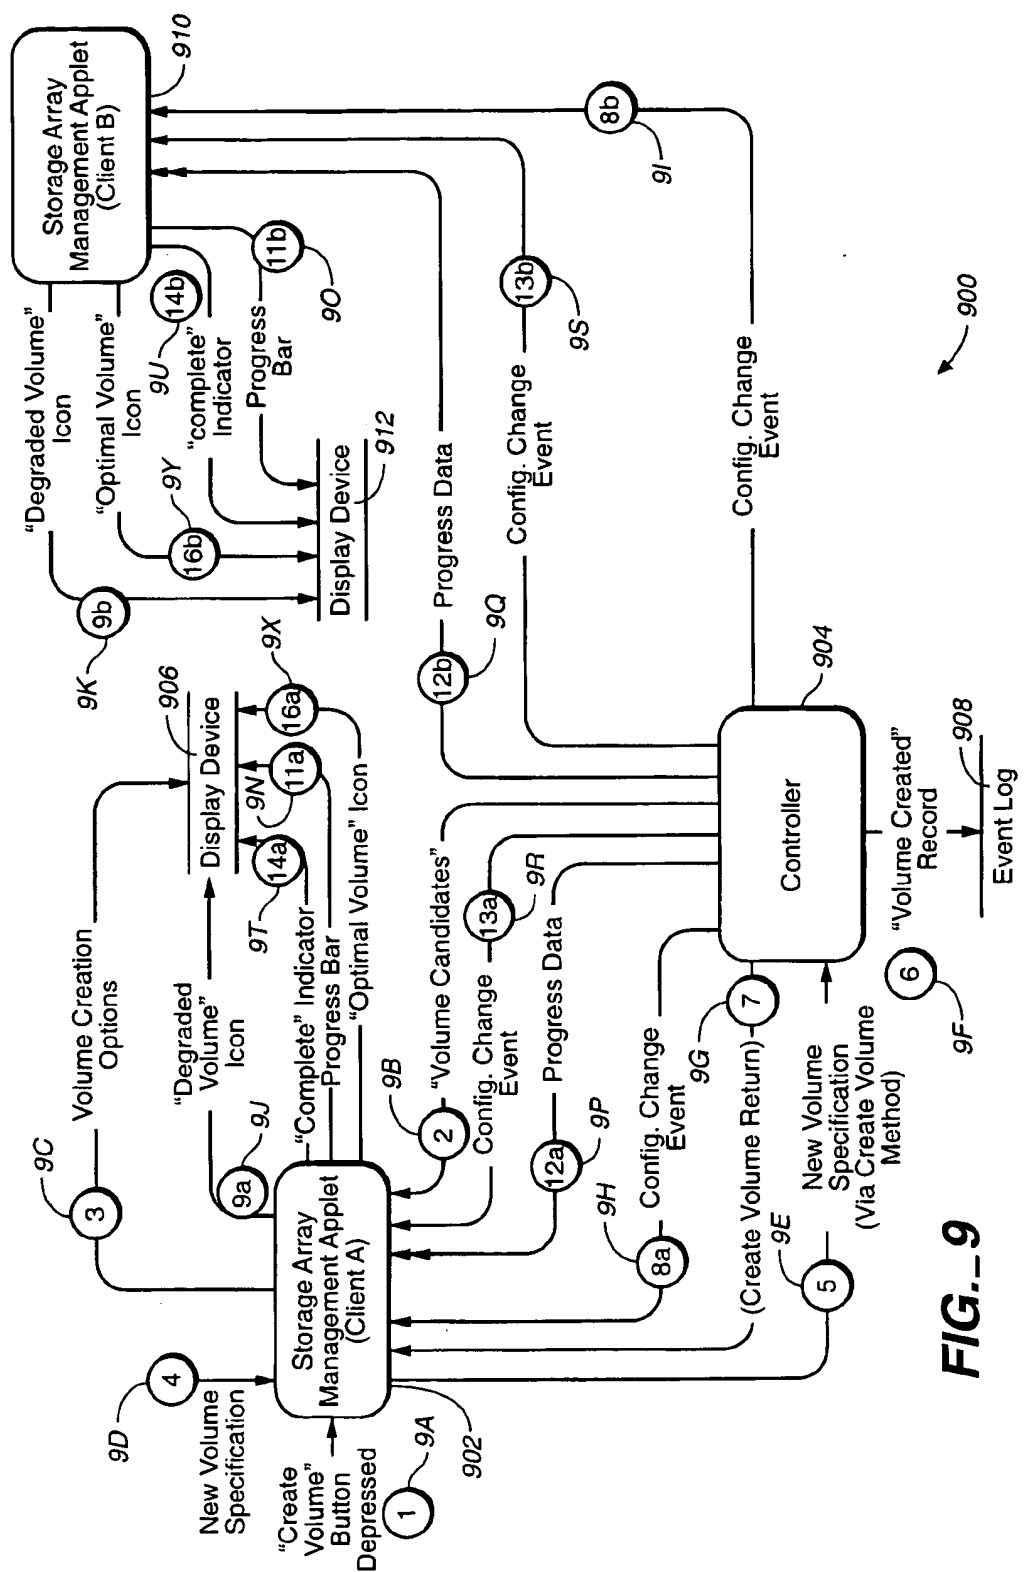 Storage Array
Management Applet
(Client B)
910
"Degraded Volume"
Icon
"Optimal Volume"
Icon
14b
9U
"complete"
Indicator
11b
9O
Progress
Bar
9b
9K
16b
9Y
Display Device
912
8b
9I
13b
9S
Config. Change
Event
Progress Data
12b
9Q
Config. Change
Event
900
Volume Creation
Options
3
9C
Display Device
906
"Degraded
Volume"
Icon
9a
9J
14a
9T
11a
9N
16a
9X
"Complete" Indicator
Progress Bar
"Optimal Volume" Icon
4
9D
New Volume
Specification
"Create
Volume"
Button
Depressed
1
9A
Storage Array
Management Applet
(Client A)
902
2
9B
"Volume Candidates"
Config. Change
Event
13a
9R
12a
9P
Progress Data
8a
9H
Config. Change
Event
(Create Volume Return)
7
9G
5
9E
New Volume
Specification
(Via Create Volume
Method)
Controller
904
"Volume Created"
Record
6
9F
Event Log
908
FIG._9